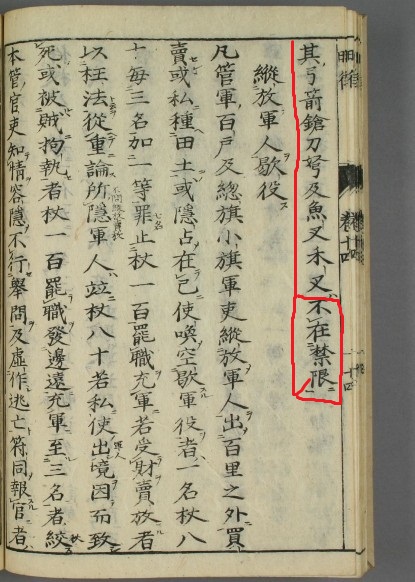 明律 卷十四 十四
其弓箭鎗刀弩及魚叉禾叉不在禁限
縱放軍人歇役
凡管軍百戶及總旗小旗軍吏縱放軍人出百里之外買
賣或私種田土或隱占在己使喚空歇軍役者一名杖八
十每三名加一等罪止杖一百罷職充軍若受財賣放者
以枉法從重論所隱軍人竝杖八十若私使出境因而致
死或被賊拘執者杖一百罷職發邊遠充軍至三名者絞
本管官吏知情容隱不行舉問及虛作逃亡符同報官者